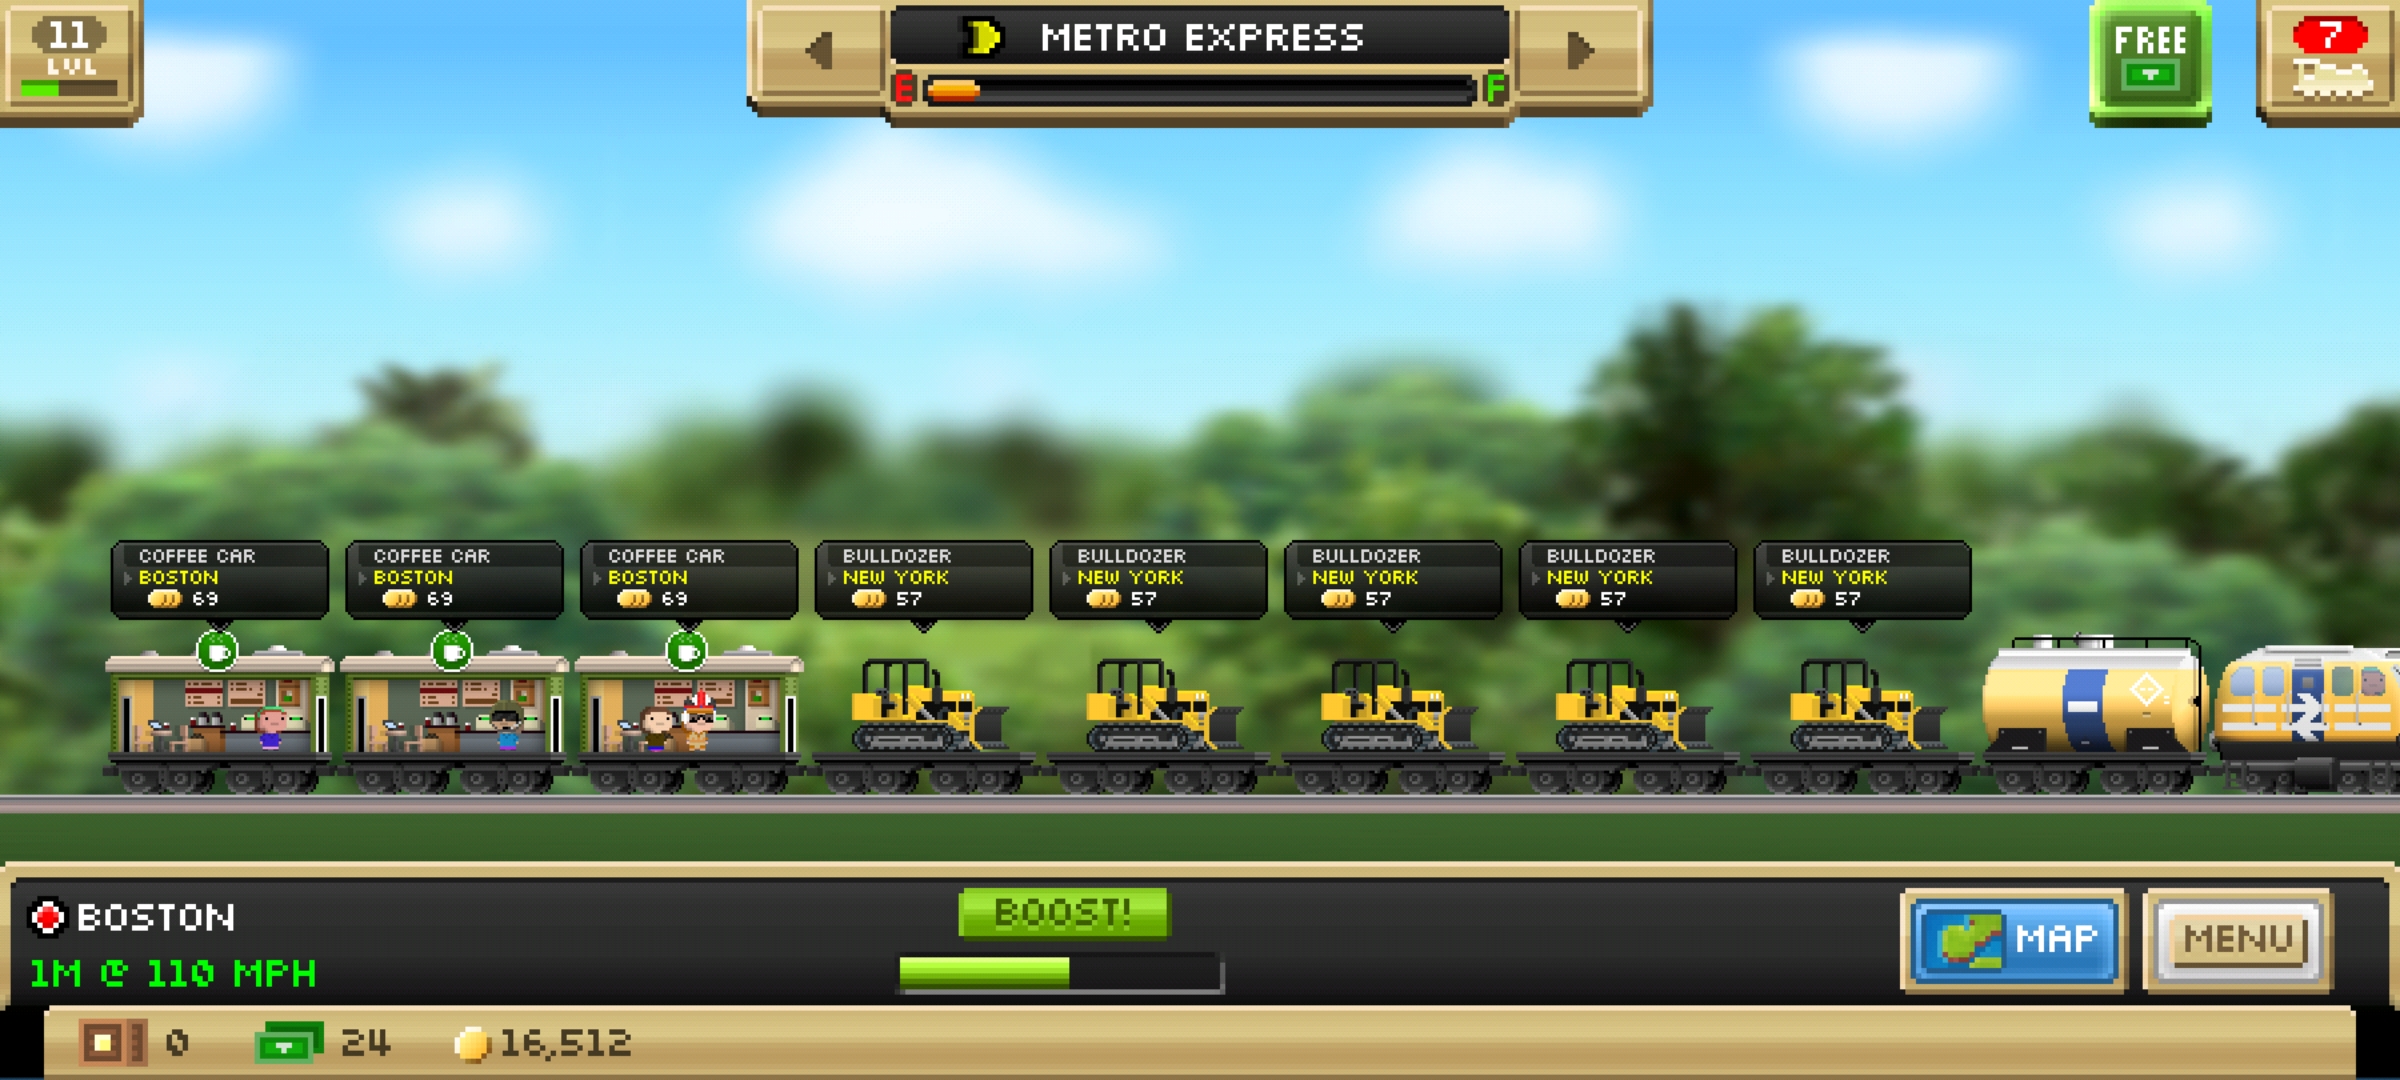 11
LVL
METRO EXPRESS
E
F
FREE
7
COFFEE CAR
BOSTON
69
COFFEE CAR
BOSTON
69
COFFEE CAR
BOSTON
69
BULLDOZER
NEW YORK
57
BULLDOZER
NEW YORK
57
BULLDOZER
NEW YORK
57
BULLDOZER
NEW YORK
57
BULLDOZER
NEW YORK
57
BOSTON
1M @ 110 MPH
BOOST!
MAP
MENU
0
24
16,512